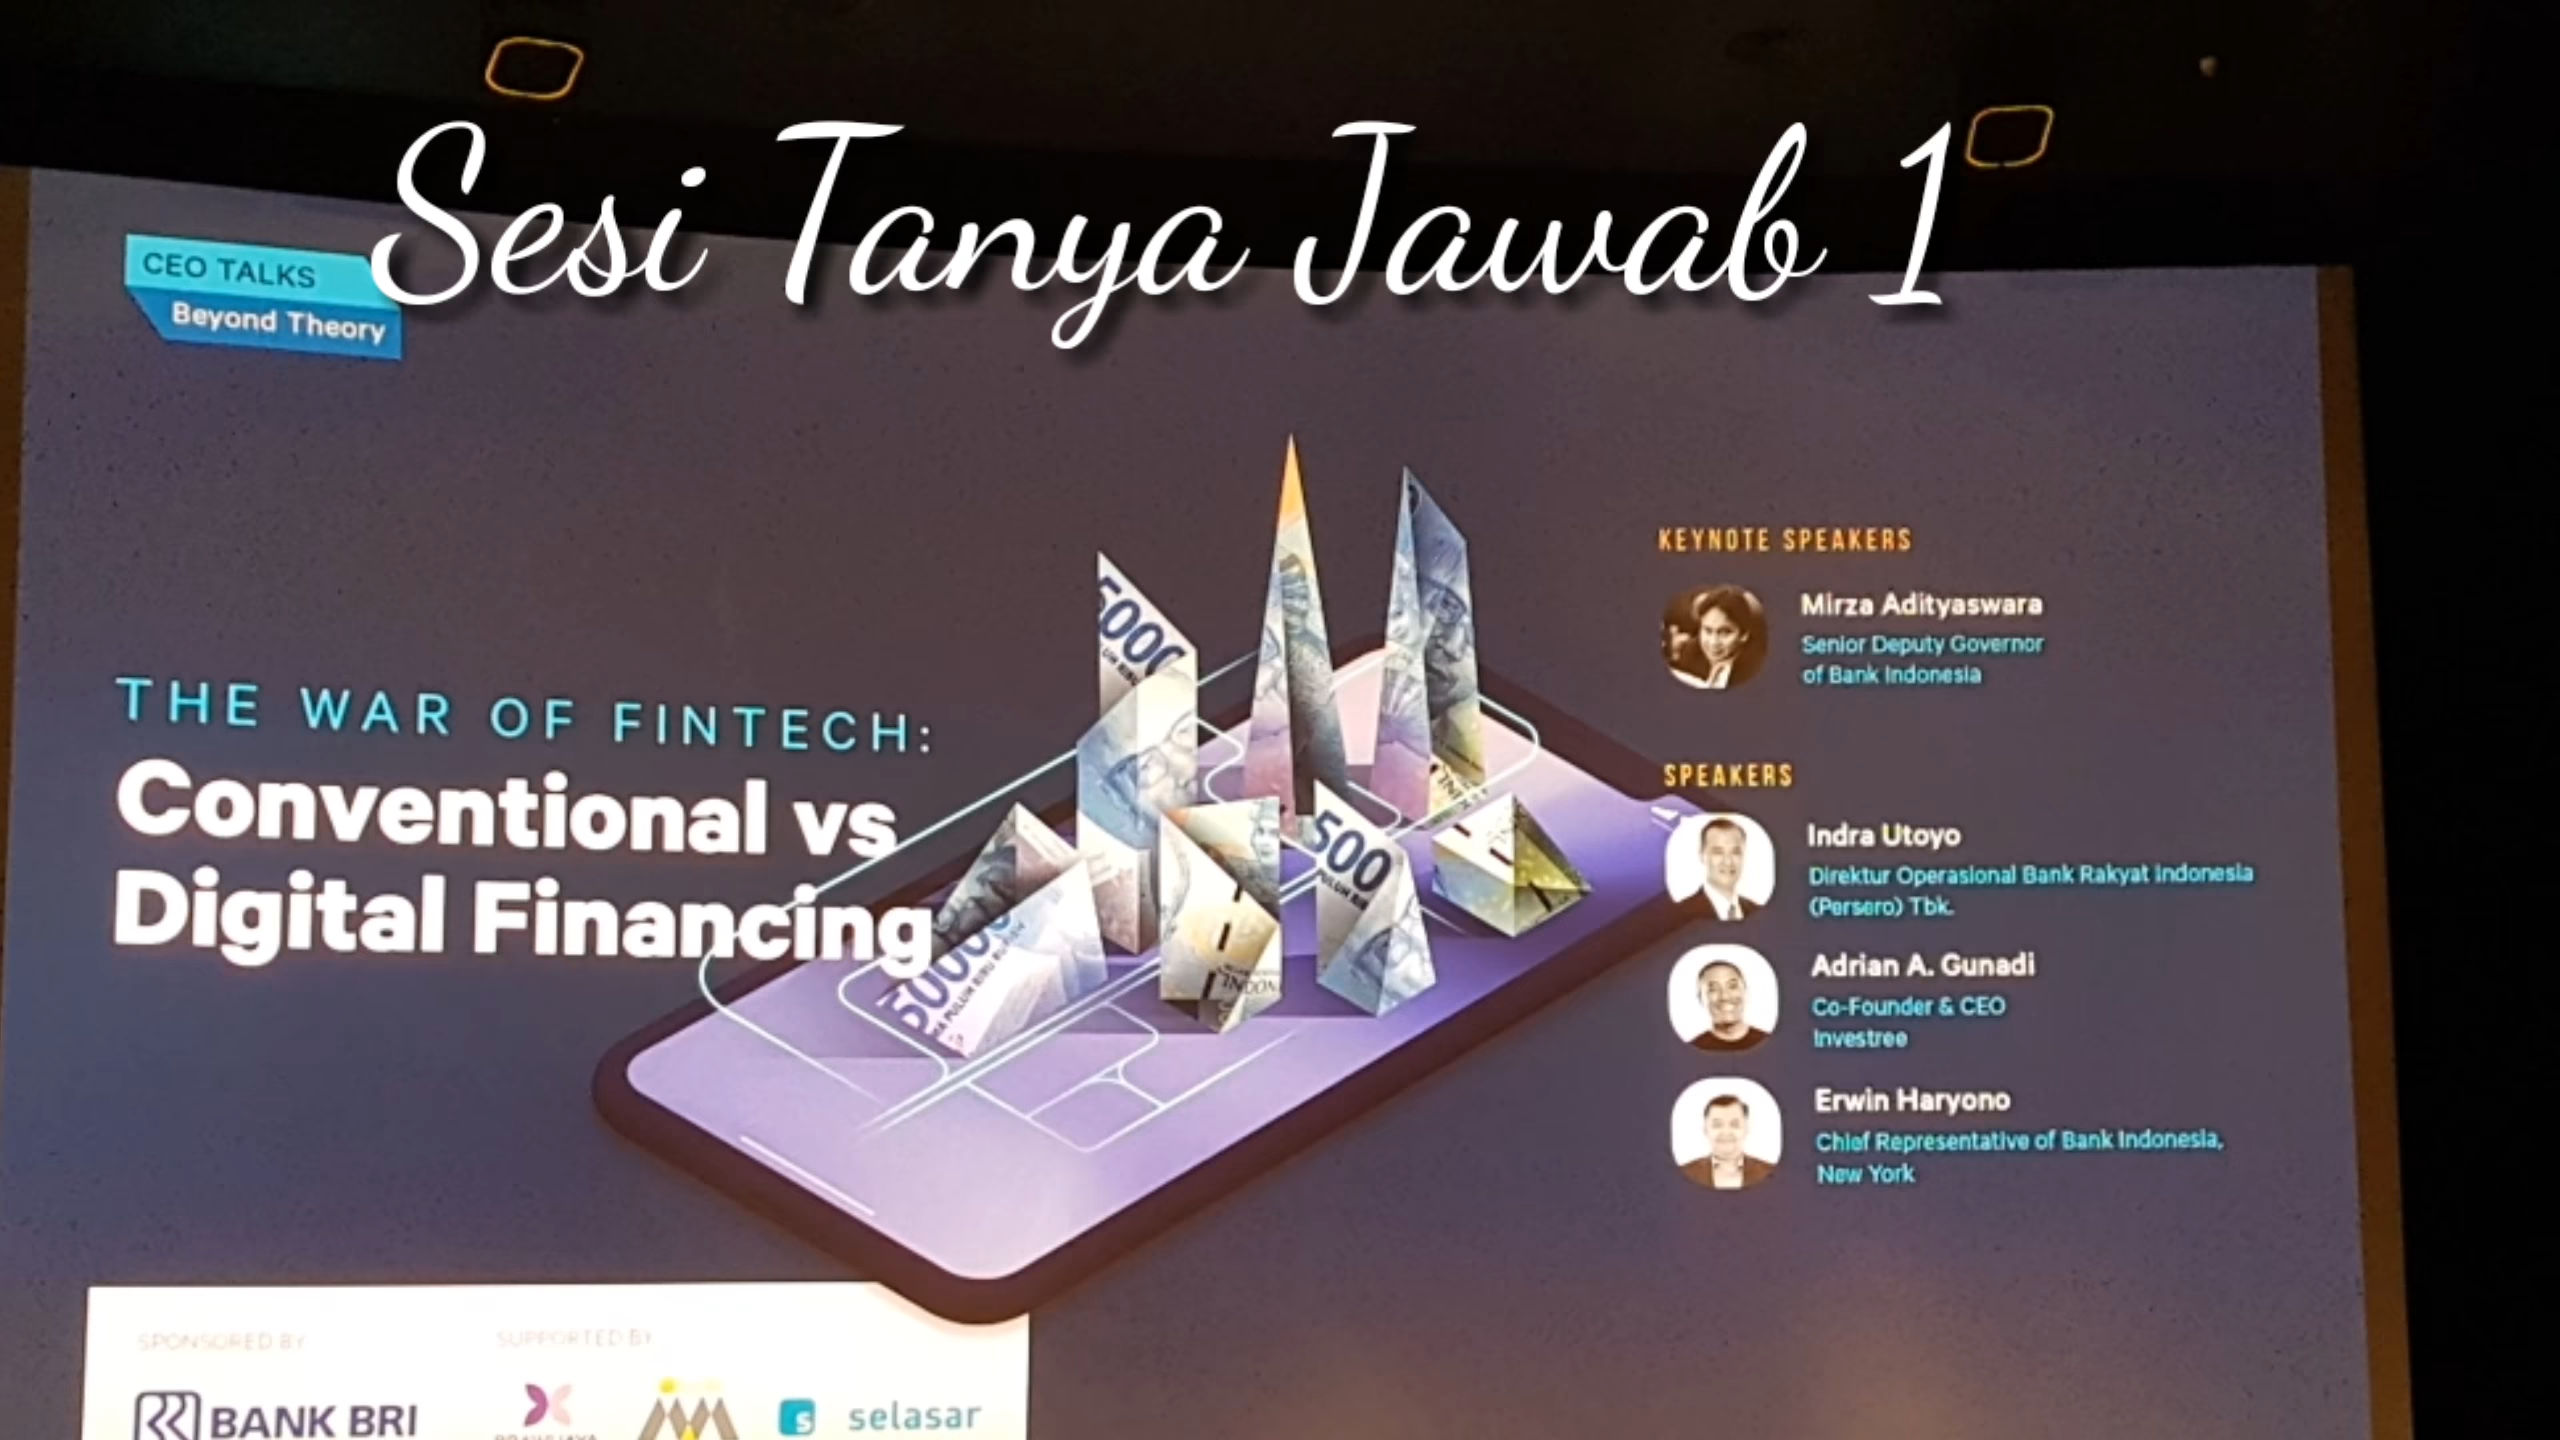 Sesi Tanya Jawab 1
CEO TALKS
Beyond Theory
THE WAR OF FINTECH:
Conventional vs
Digital Financing
5000
500
50000
KEYNOTE SPEAKERS
Mirza Adityaswara
Senior Deputy Governor
of Bank Indonesia
SPEAKERS
Indra Utoyo
Direktur Operasional Bank Rakyat Indonesia
(Persero) Tbk.
Adrian A. Gunadi
Co-Founder & CEO
Investree
Erwin Haryono
Chief Representative of Bank Indonesia,
New York
SPONSORED BY
SUPPORTED BY
BANK BRI
selasar